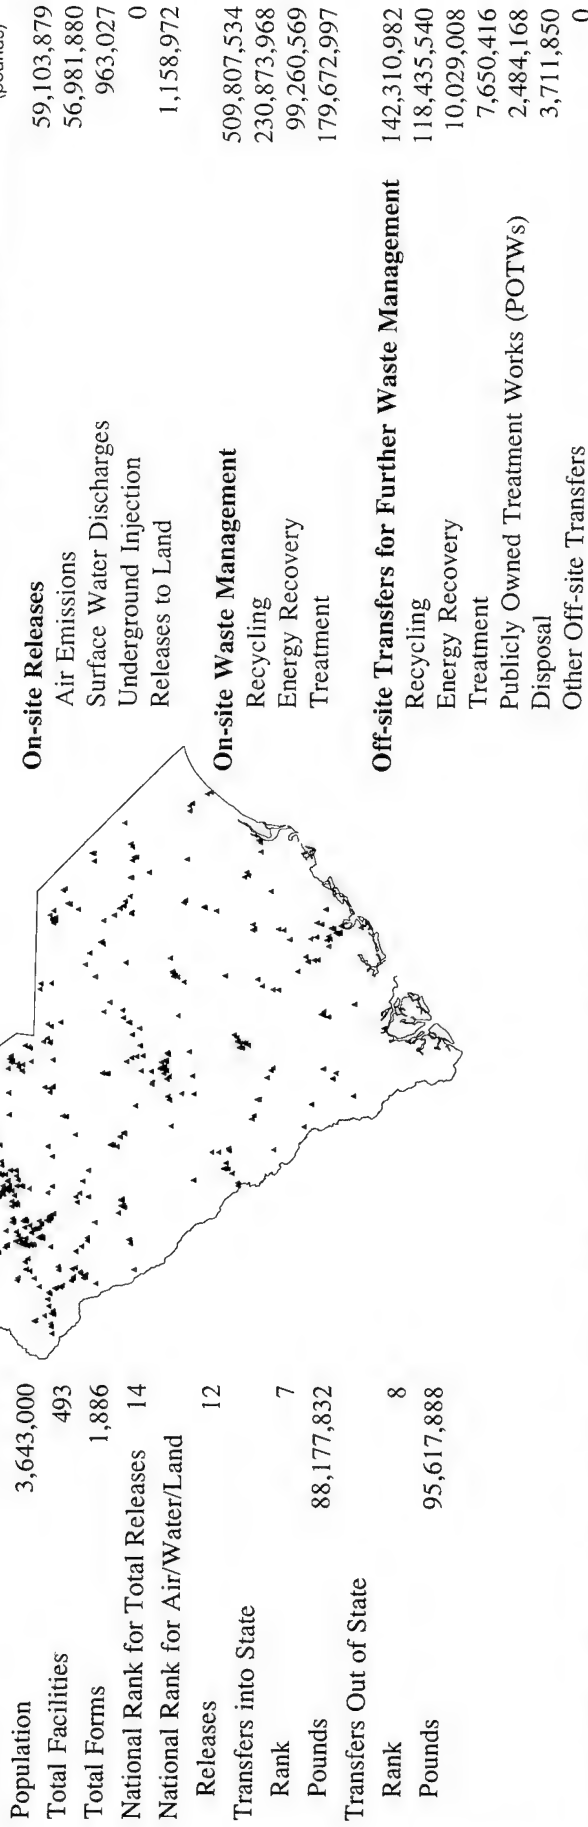 Population 3,643,000
Total Facilities 493
Total Forms 1,886
National Rank for Total Releases 14
National Rank for Air/Water/Land
Releases 12
Transfers into State
Rank 7
Pounds 88,177,832
Transfers Out of State
Rank 8
Pounds 95,617,888
(pounds)
On-site Releases 59,103,879
Air Emissions 56,981,880
Surface Water Discharges 963,027
Underground Injection 0
Releases to Land 1,158,972
On-site Waste Management 509,807,534
Recycling 230,873,968
Energy Recovery 99,260,569
Treatment 179,672,997
Off-site Transfers for Further Waste Management 142,310,982
Recycling 118,435,540
Energy Recovery 10,029,008
Treatment 7,650,416
Publicly Owned Treatment Works (POTWs) 2,484,168
Disposal 3,711,850
Other Off-site Transfers 0